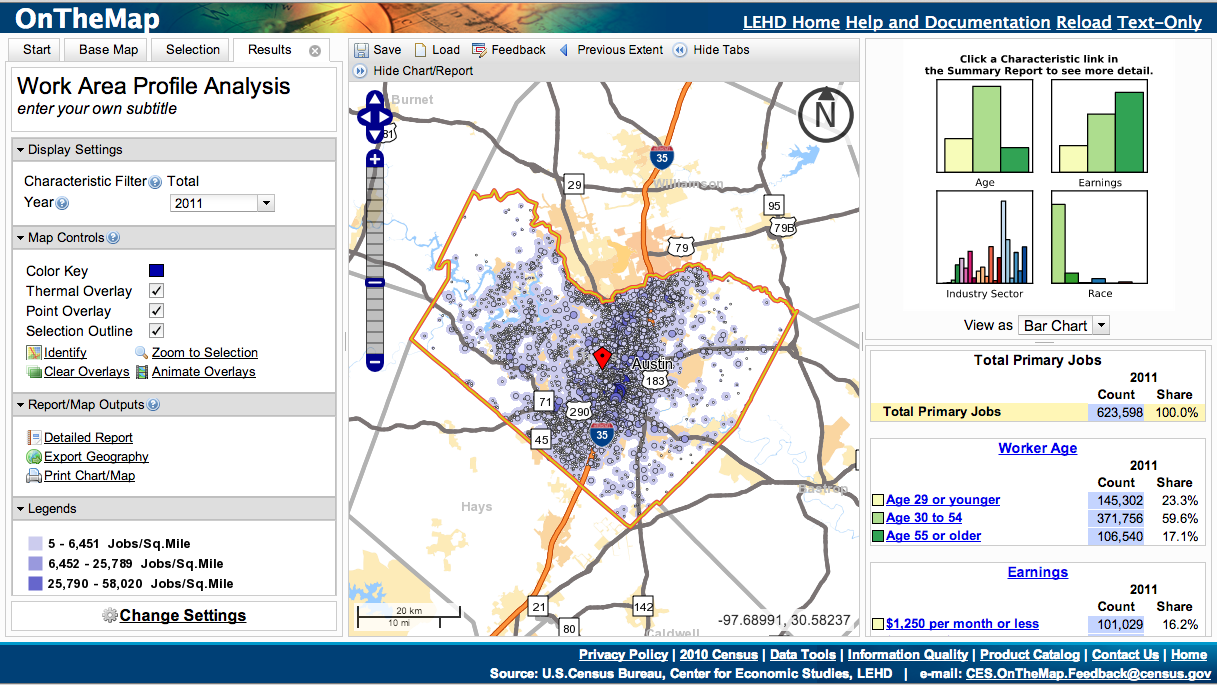 OnTheMap
LEHD Home Help and Documentation Reload Text-Only
Start Base Map Selection Results
Save Load Feedback Previous Extent Hide Tabs
Hide Chart/Report
Work Area Profile Analysis
enter your own subtitle
Display Settings
Characteristic Filter Total
Year 2011
Map Controls
Color Key
Thermal Overlay
Point Overlay
Selection Outline
Identify Zoom to Selection
Clear Overlays Animate Overlays
Report/Map Outputs
Detailed Report
Export Geography
Print Chart/Map
Legends
5 - 6,451 Jobs/Sq.Mile
6,452 - 25,789 Jobs/Sq.Mile
25,790 - 58,020 Jobs/Sq.Mile
Change Settings
Burnet
N
35
Williamson
29
95
79B
79
Austin
183
71
290
35
45
Bastrop
Hays
21
142
80
Caldwell
20 km
10 mi
-97.68991, 30.58237
Click a Characteristic link in
the Summary Report to see more detail.
Age Earnings
Industry Sector Race
View as Bar Chart
Total Primary Jobs
2011
Count Share
Total Primary Jobs 623,598 100.0%
Worker Age
2011
Count Share
Age 29 or younger 145,302 23.3%
Age 30 to 54 371,756 59.6%
Age 55 or older 106,540 17.1%
Earnings
2011
Count Share
$1,250 per month or less 101,029 16.2%
Privacy Policy | 2010 Census | Data Tools | Information Quality | Product Catalog | Contact Us | Home
Source: U.S.Census Bureau, Center for Economic Studies, LEHD | e-mail: CES.OnTheMap.Feedback@census.gov